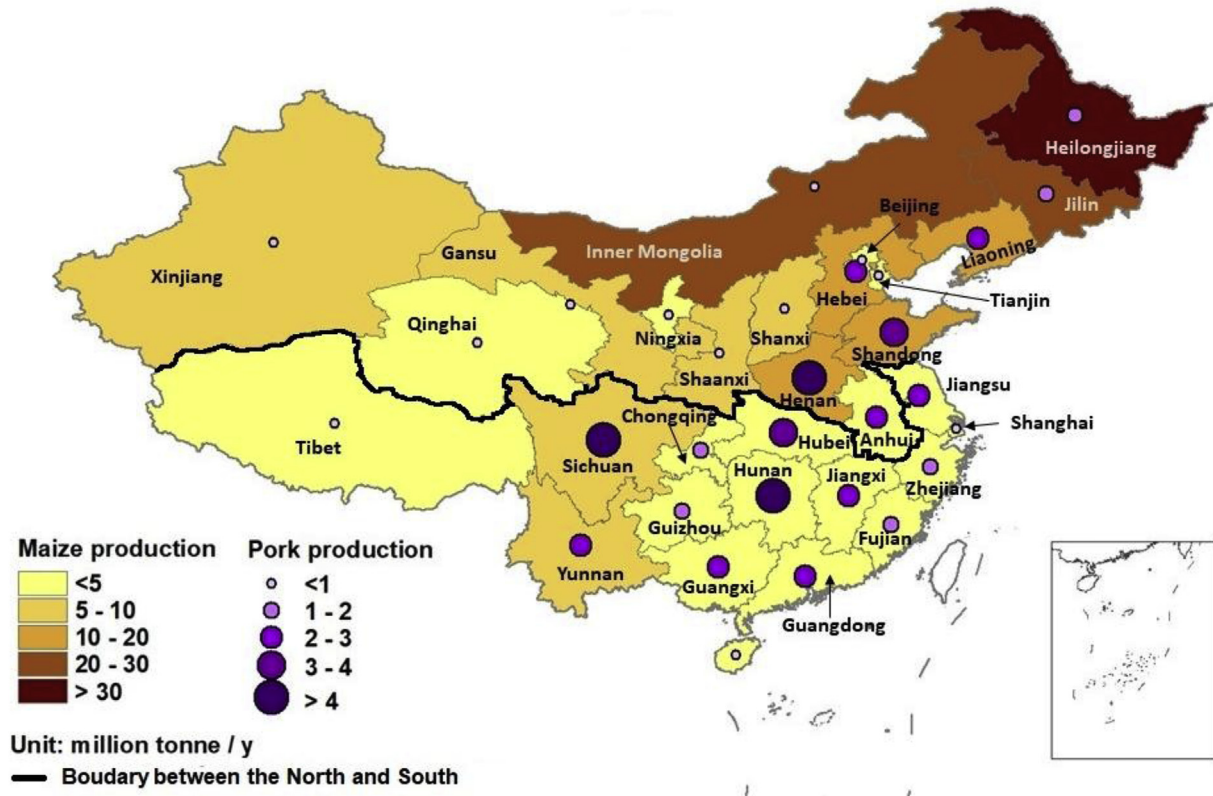 Heilongjiang
Jilin
Beijing
Inner Mongolia
Liaoning
Gansu
Xinjiang
Tianjin
Hebei
Qinghai
Ningxia
Shanxi
Shandong
Shaanxi
Jiangsu
Henan
Chongqing
Shanghai
Tibet
Hubei
Anhui
Sichuan
Hunan
Jiangxi
Zhejiang
Guizhou
Fujian
Yunnan
Guangxi
Guangdong
Maize production
<5
5 - 10
10 - 20
20 - 30
> 30
Pork production
<1
1 - 2
2 - 3
3 - 4
> 4
Unit: million tonne / y
Boudary between the North and South